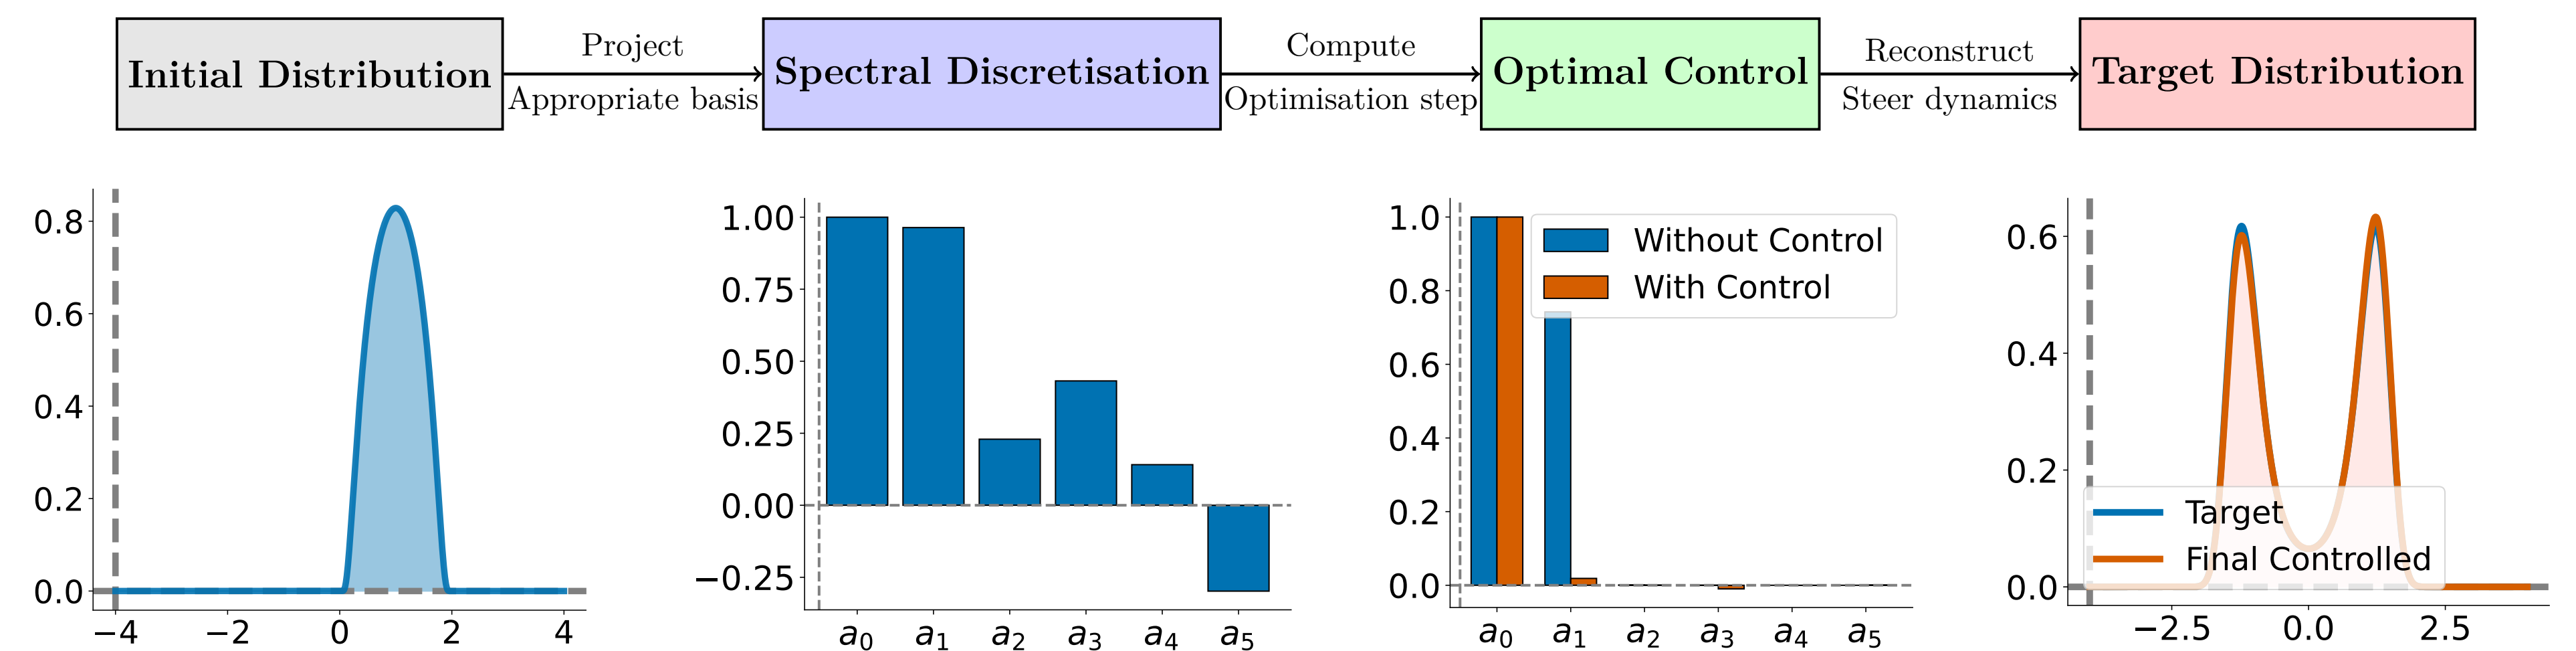 Initial Distribution
Project
Appropriate basis
Spectral Discretisation
Compute
Optimisation step
Optimal Control
Reconstruct
Steer dynamics
Target Distribution
0.8
0.6
0.4
0.2
0.0
−4 −2 0 2 4
1.00
0.75
0.50
0.25
0.00
−0.25
a0 a1 a2 a3 a4 a5
1.0
0.8
0.6
0.4
0.2
0.0
Without Control
With Control
a0 a1 a2 a3 a4 a5
0.6
0.4
0.2
0.0
Target
Final Controlled
−2.5 0.0 2.5